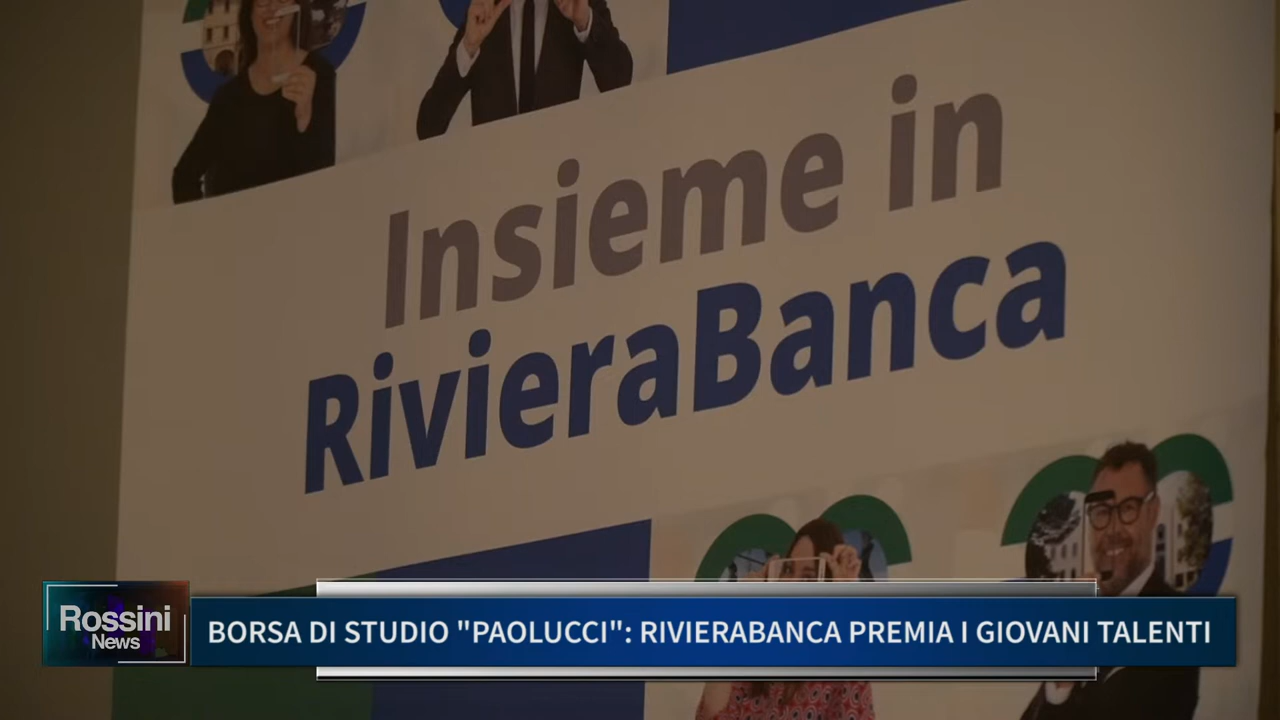 Insieme in
RivieraBanca
Rossini
News
BORSA DI STUDIO "PAOLUCCI": RIVIERABANCA PREMIA I GIOVANI TALENTI